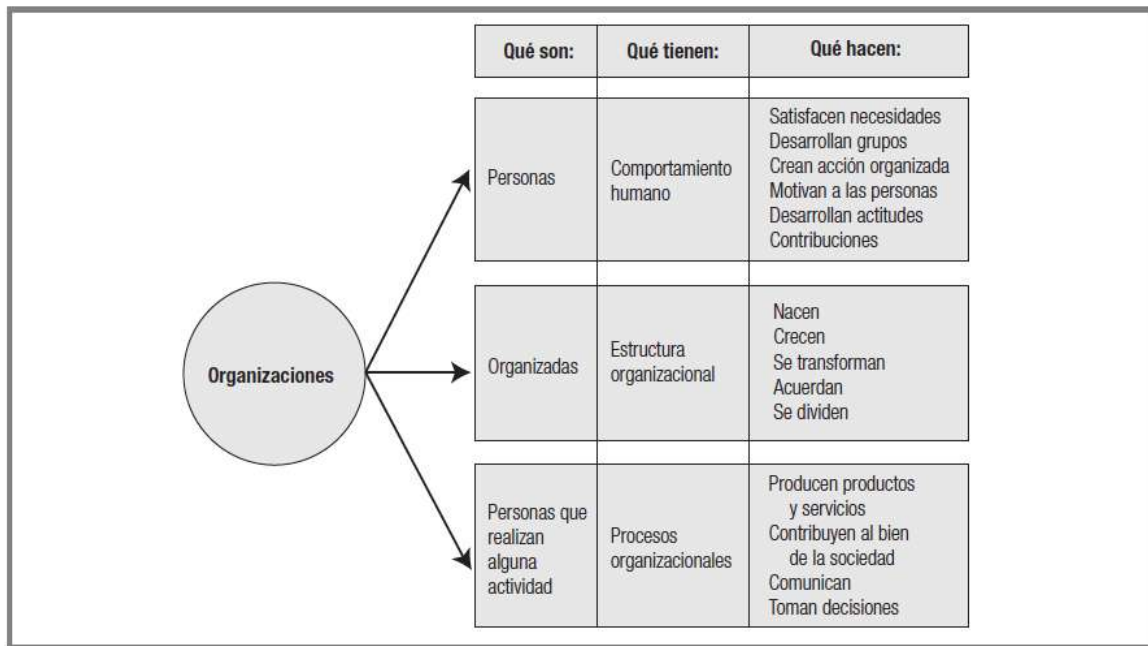 Qué son:
Qué tienen:
Qué hacen:
Personas
Comportamiento
humano
Satisfacen necesidades
Desarrollan grupos
Crean acción organizada
Motivan a las personas
Desarrollan actitudes
Contribuciones
Organizaciones
Organizadas
Estructura
organizacional
Nacen
Crecen
Se transforman
Acuerdan
Se dividen
Personas que
realizan
alguna
actividad
Procesos
organizacionales
Producen productos
y servicios
Contribuyen al bien
de la sociedad
Comunican
Toman decisiones